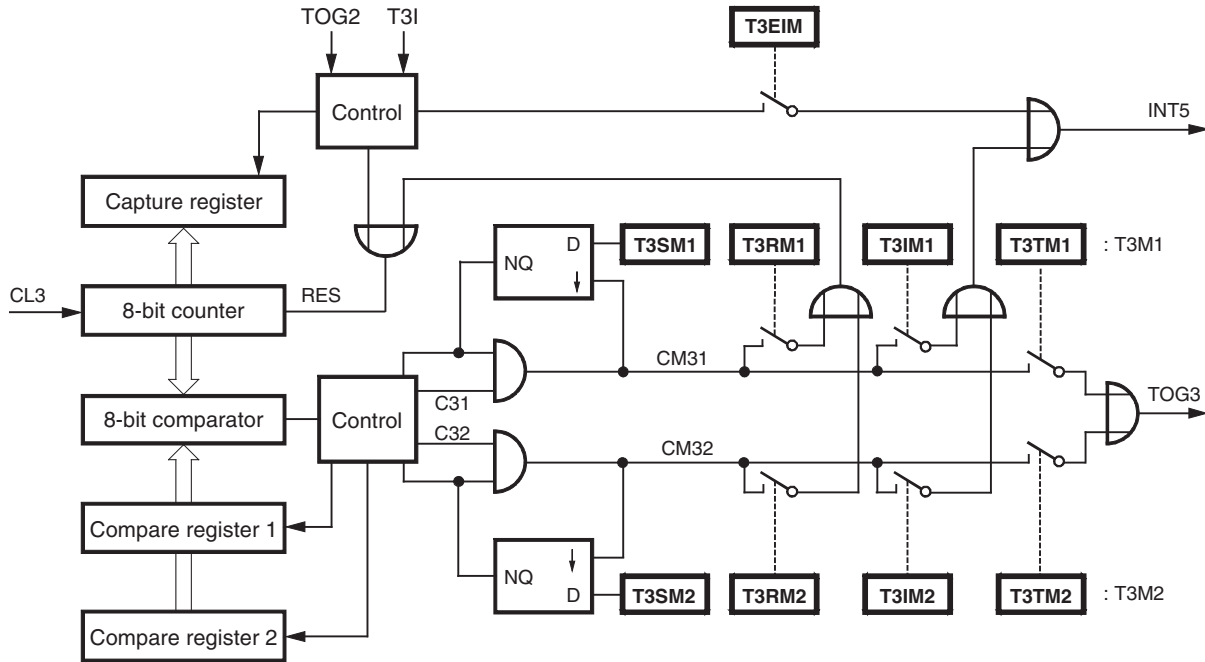 TOG2 T3I
T3EIM
Control
INT5
Capture register
T3SM1
T3RM1
T3IM1
T3TM1
: T3M1
D
NQ
CL3
8-bit counter
RES
CM31
8-bit comparator
Control
C31
C32
TOG3
CM32
Compare register 1
NQ
D
T3SM2
T3RM2
T3IM2
T3TM2
: T3M2
Compare register 2